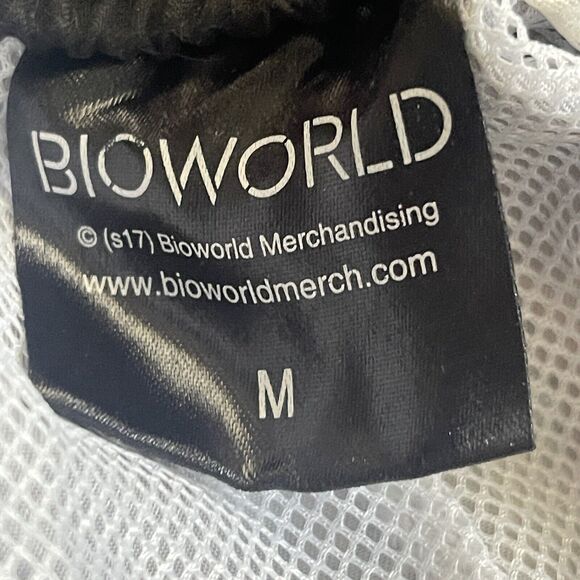 BIOWORLD
© (s17) Bioworld Merchandising
www.bioworldmerch.com
M